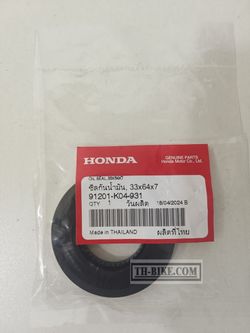 HONDA
GENUINE PARTS
Honda Motor Co., Ltd.
OIL SEAL,33X64X7
ซีลกันน้ำมัน, 33x64x7
91201-K04-931
QTY 1 วันผลิต 18/04/2024 B
Made in THAILAND ผลิตที่ไทย
TH-BIKE.COM